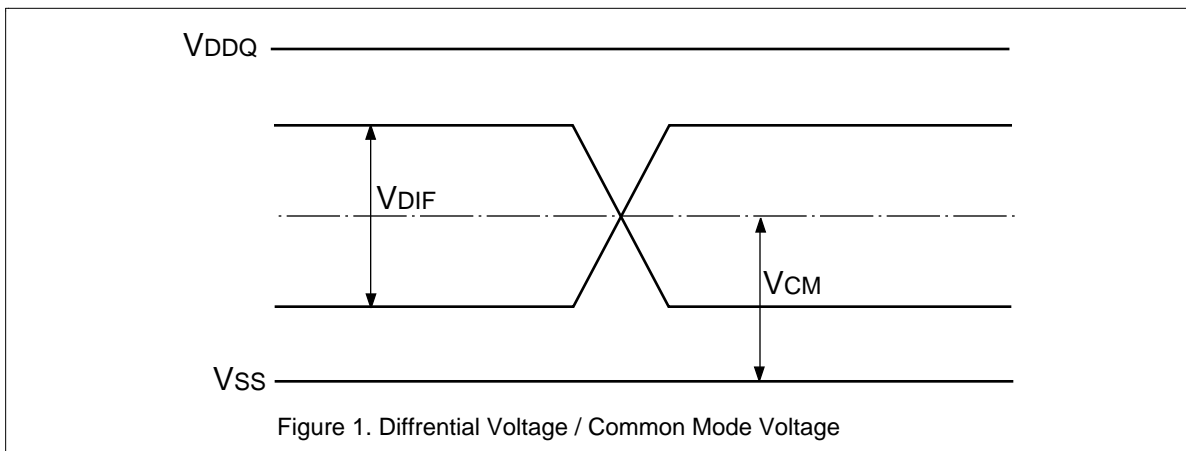 VDDQ
VDIF
VCM
VSS
Figure 1. Diffrential Voltage / Common Mode Voltage